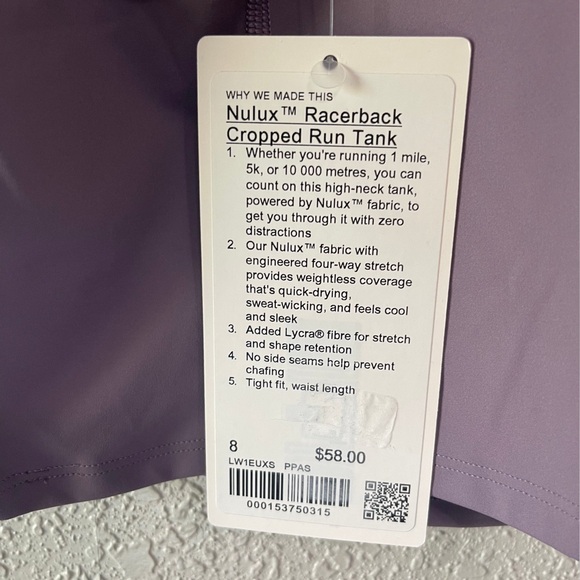 WHY WE MADE THIS
Nulux™ Racerback
Cropped Run Tank
1. Whether you're running 1 mile,
5k, or 10 000 metres, you can
count on this high-neck tank,
powered by Nulux™ fabric, to
get you through it with zero
distractions
2. Our Nulux™ fabric with
engineered four-way stretch
provides weightless coverage
that's quick-drying,
sweat-wicking, and feels cool
and sleek
3. Added Lycra® fibre for stretch
and shape retention
4. No side seams help prevent
chafing
5. Tight fit, waist length
8 $58.00
LW1EUXS PPAS
000153750315